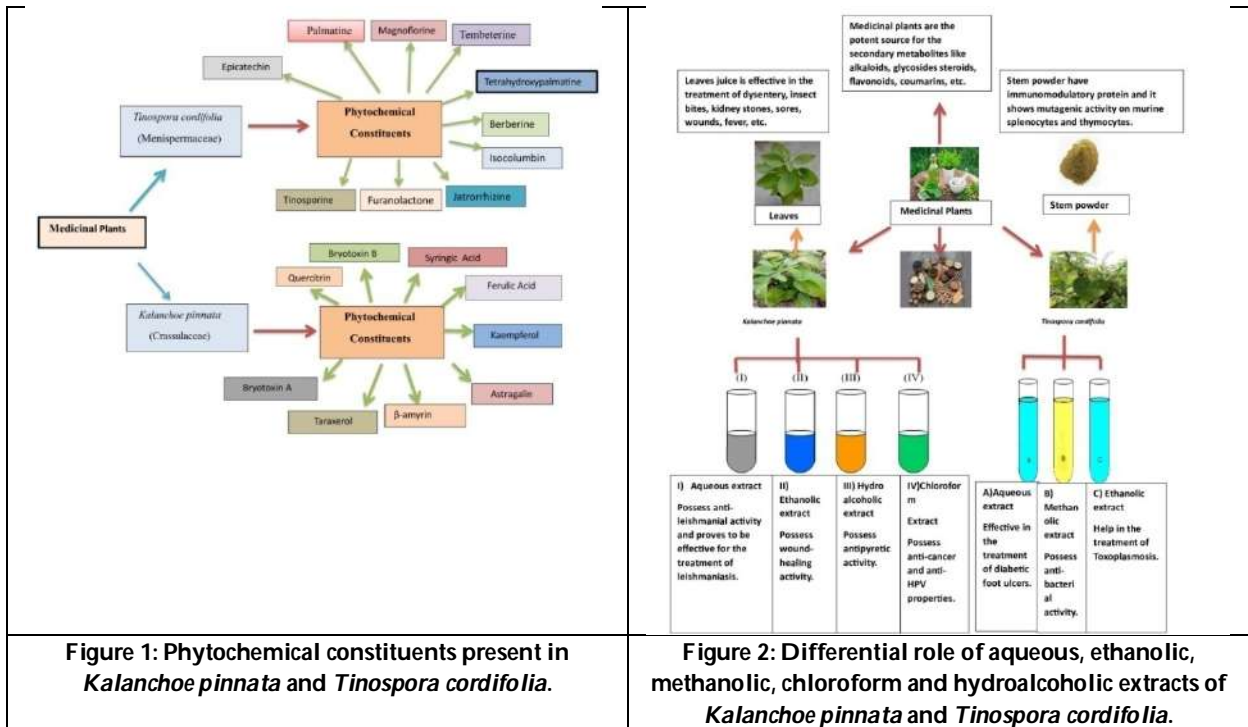 Palmatine
Magnoflorine
Tembeterine
Epicatechin
Tetrahydroxypalmatine
Tinospora cordifolia
(Menispermaceae)
Phytochemical
Constituents
Berberine
Isocolumbin
Tinosporine
Furanolactone
Jatrorrhizine
Medicinal Plants
Bryotoxin B
Syringic Acid
Quercitrin
Ferulic Acid
Kalanchoe pinnata
(Crassulaceae)
Phytochemical
Constituents
Kaempferol
Bryotoxin A
Astragalin
Taraxerol
β-amyrin
Figure 1: Phytochemical constituents present in
Kalanchoe pinnata and Tinospora cordifolia.
Medicinal plants are the
potent source for the
secondary metabolites like
alkaloids, glycosides steroids,
flavonoids, coumarins, etc.
Leaves juice is effective in the
treatment of dysentery, insect
bites, kidney stones, sores,
wounds, fever, etc.
Stem powder have
immunomodulatory protein and it
shows mutagenic activity on murine
splenocytes and thymocytes.
Leaves
Medicinal Plants
Stem powder
Kalanchoe pinnata
Tinospora cordifolia
(I)
(II)
(III)
(IV)
A
B
C
I) Aqueous extract
Possess anti-
leishmanial activity
and proves to be
effective for the
treatment of
leishmaniasis.
II)
Ethanolic
extract
Possess
wound-
healing
activity.
III) Hydro
alcoholic
extract
Possess
antipyretic
activity.
IV)Chlorofor
m
Extract
Possess
anti-cancer
and anti-
HPV
properties.
A)Aqueous
extract
Effective in
the
treatment
of diabetic
foot ulcers.
B)
Methan
olic
extract
Possess
anti-
bacteri
al
activity.
C) Ethanolic
extract
Help in the
treatment of
Toxoplasmosis.
Figure 2: Differential role of aqueous, ethanolic,
methanolic, chloroform and hydroalcoholic extracts of
Kalanchoe pinnata and Tinospora cordifolia.